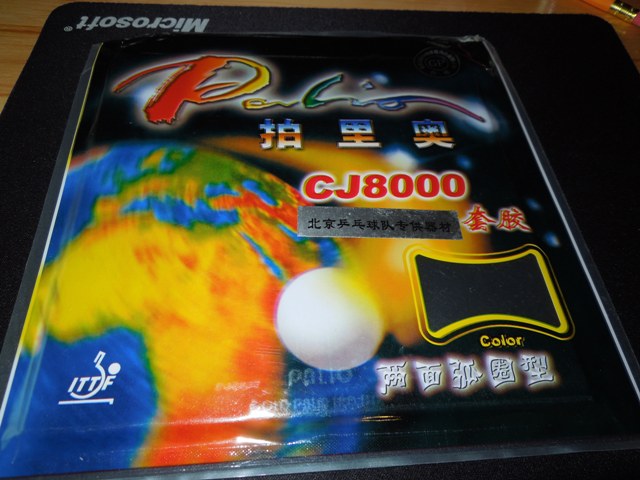 Microsoft®
Palio
拍里奥
CJ8000
北京乒乓球队专供器材
套胶
Color
ITTF
两面弧圈型
palio